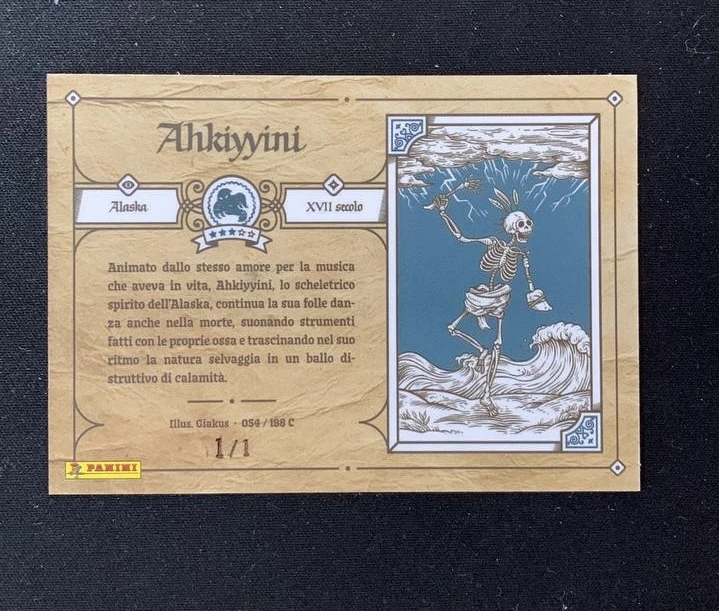 Ahkiyyini
Alaska
XVII secolo
Animato dallo stesso amore per la musica
che aveva in vita, Ahkiyyini, lo scheletrico
spirito dell'Alaska, continua la sua folle dan-
za anche nella morte, suonando strumenti
fatti con le proprie ossa e trascinando nel suo
ritmo la natura selvaggia in un ballo di-
struttivo di calamità.
Illus. Giakus · 054 / 198 C
1/1
PANINI